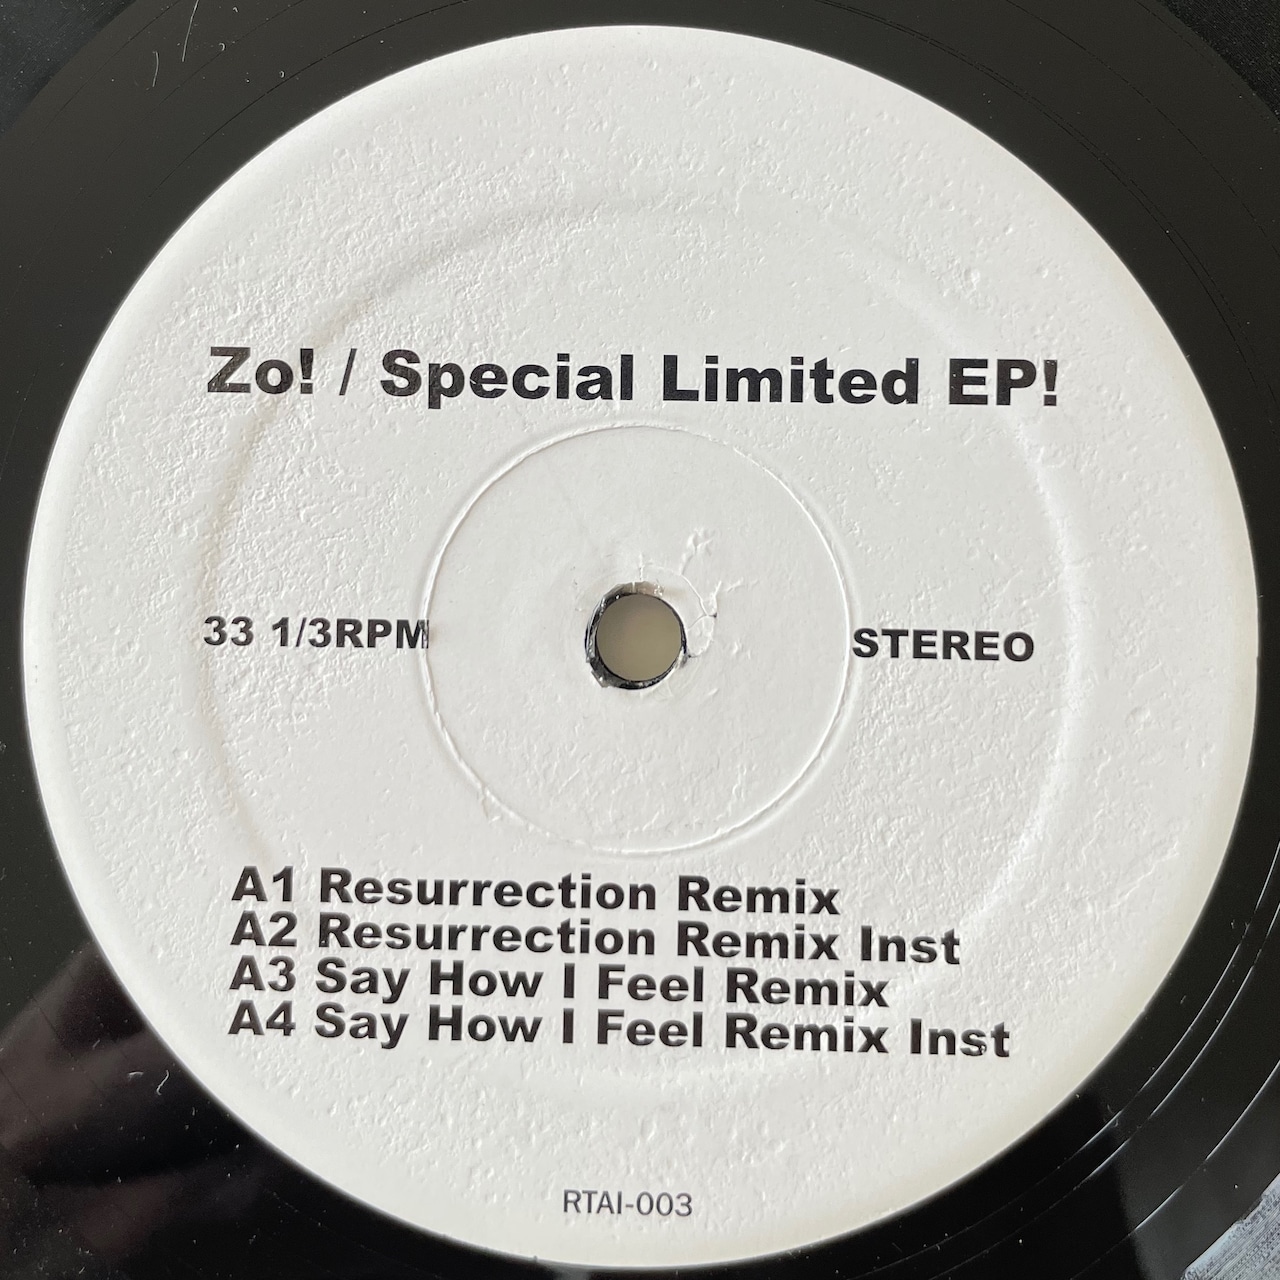 Zo! / Special Limited EP!
33 1/3RPM
STEREO
A1 Resurrection Remix
A2 Resurrection Remix Inst
A3 Say How I Feel Remix
A4 Say How I Feel Remix Inst
RTAI-003